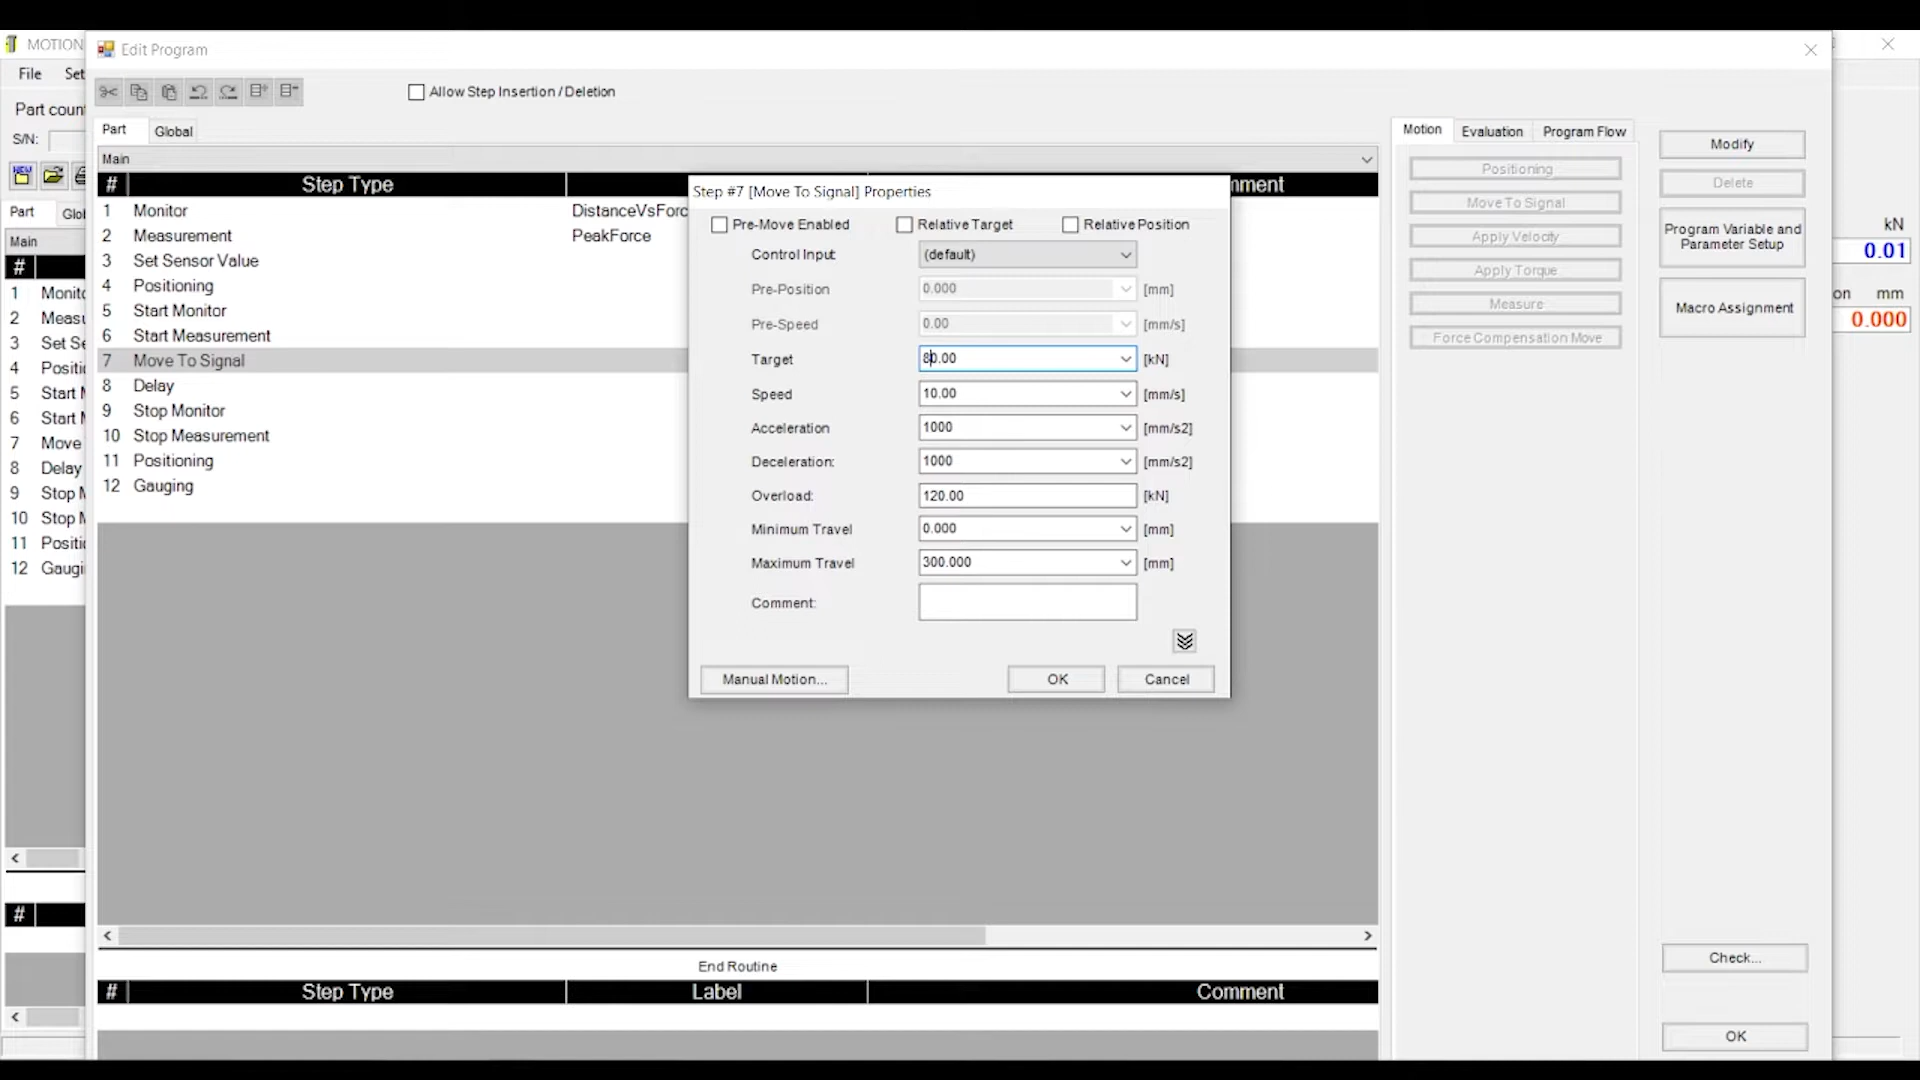 MOTION
Edit Program
File
Set
Part count
S/N:
NEW
Allow Step Insertion / Deletion
Part
Global
Main
#
Step Type
mment
1 Monitor DistanceVsForc
2 Measurement PeakForce
3 Set Sensor Value
4 Positioning
5 Start Monitor
6 Start Measurement
7 Move To Signal
8 Delay
9 Stop Monitor
10 Stop Measurement
11 Positioning
12 Gauging
Part
Glol
Main
#
1 Monito
2 Measu
3 Set Se
4 Positio
5 Start M
6 Start M
7 Move
8 Delay
9 Stop M
10 Stop M
11 Positio
12 Gaugi
#
Step #7 [Move To Signal] Properties
Pre-Move Enabled
Relative Target
Relative Position
Control Input: (default)
Pre-Position 0.000 [mm]
Pre-Speed 0.00 [mm/s]
Target 80.00 [kN]
Speed 10.00 [mm/s]
Acceleration 1000 [mm/s2]
Deceleration: 1000 [mm/s2]
Overload: 120.00 [kN]
Minimum Travel 0.000 [mm]
Maximum Travel 300.000 [mm]
Comment:
Manual Motion...
OK
Cancel
Motion
Evaluation
Program Flow
Positioning
Move To Signal
Apply Velocity
Apply Torque
Measure
Force Compensation Move
Modify
Delete
Program Variable and
Parameter Setup
Macro Assignment
kN
0.01
on mm
0.000
End Routine
#
Step Type
Label
Comment
Check...
OK